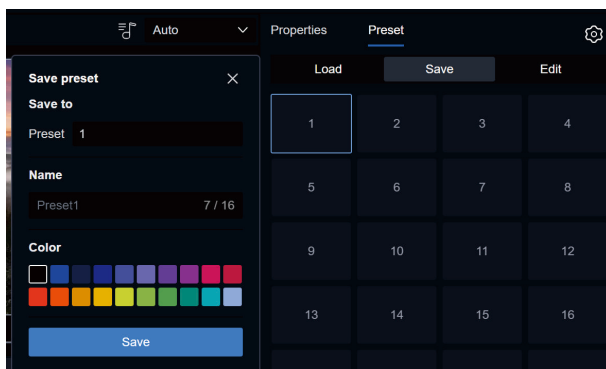 Auto
Properties Preset
Load Save Edit
Save preset
Save to
Preset 1
Name
Preset1 7 / 16
Color
Save
1 2 3 4
5 6 7 8
9 10 11 12
13 14 15 16